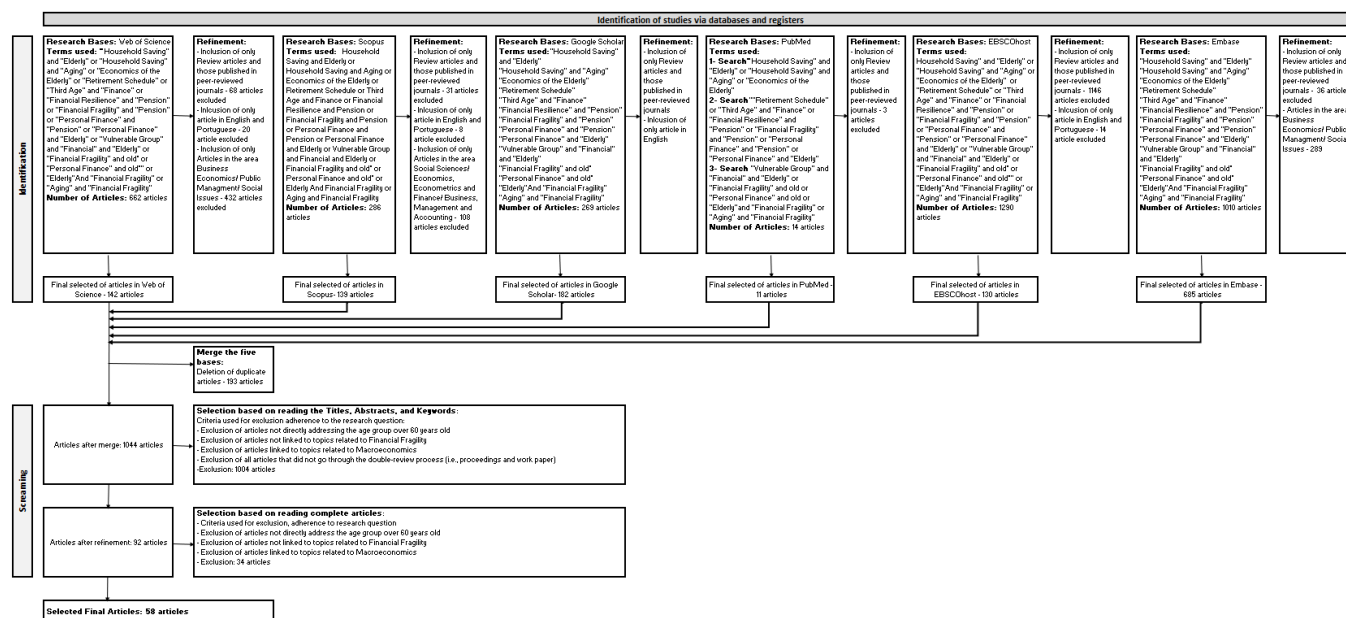 Identification of studies via databases and registers
Identification
Research Bases: Web of Science
Terms used: "Household Saving"
and "Elderly" or "Household Saving"
and "Aging" or "Economics of the
Elderly" or "Retirement Schedule" or
"Third Age" and "Finance" or
"Financial Resilience" and "Pension"
or "Financial Fragility" and "Pension"
or "Personal Finance" and
"Pension" or "Personal Finance"
and "Elderly" or "Vulnerable Group"
and "Financial" and "Elderly" or
"Financial Fragility" and old" or
"Personal Finance" and old"" or
"Elderly"And "Financial Fragility" or
"Aging" and "Financial Fragility"
Number of Articles: 662 articles
Refinement:
- Inclusion of only
Review articles and
those published in
peer-reviewed
journals - 68 articles
excluded
- Inclusion of only
article in English and
Portuguese - 20
article excluded
- Inclusion of only
Articles in the area
Business
Economics/ Public
Managment/ Social
Issues - 432 articles
excluded
Research Bases: Scopus
Terms used: Household
Saving and Elderly or
Household Saving and Aging or
Economics of the Elderly or
Retirement Schedule or Third
Age and Finance or Financial
Resilience and Pension or
Financial Fragility and Pension
or Personal Finance and
Pension or Personal Finance
and Elderly or Vulnerable Group
and Financial and Elderly or
Financial Fragility and old" or
Personal Finance and old" or
Elderly And Financial Fragility or
Aging and Financial Fragility
Number of Articles: 286
articles
Refinement:
- Inclusion of only
Review articles and
those published in
peer-reviewed
journals - 31 articles
excluded
- Inlcusion of only
article in English and
Portuguese - 8
article excluded
- Inclusion of only
Articles in the area
Social Sciences/
Economics,
Econometrics and
Finance/ Business,
Management and
Accounting - 108
articles excluded
Research Bases: Google Scholar
Terms used: "Household Saving"
and "Elderly"
"Household Saving" and "Aging"
"Economics of the Elderly"
"Retirement Schedule"
"Third Age" and "Finance"
"Financial Resilience" and "Pension"
"Financial Fragility" and "Pension"
"Personal Finance" and "Pension"
"Personal Finance" and "Elderly"
"Vulnerable Group" and "Financial"
and "Elderly"
"Financial Fragility" and old"
"Personal Finance" and old"
"Elderly"And "Financial Fragility"
"Aging" and "Financial Fragility"
Number of Articles: 269 articles
Refinement:
- Inclusion of
only Review
articles and
those
published in
peer-reviewed
journals
- Incusion of
only article in
English
Research Bases: PubMed
Terms used:
1- Search"Household Saving" and
"Elderly" or "Household Saving" and
"Aging" or "Economics of the
Elderly"
2- Search ""Retirement Schedule"
or "Third Age" and "Finance" or
"Financial Resilience" and
"Pension" or "Financial Fragility"
and "Pension" or "Personal
Finance" and "Pension" or
"Personal Finance" and "Elderly"
3- Search "Vulnerable Group" and
"Financial" and "Elderly" or
"Financial Fragility" and old or
"Personal Finance" and old or
"Elderly"and "Financial Fragility" or
"Aging" and "Financial Fragility"
Number of Articles: 14 articles
Refinement:
- Inclusion of
only Review
articles and
those
published in
peer-reviewed
journals - 3
articles
excluded
Research Bases: EBSCOhost
Terms used:
Household Saving" and "Elderly" or
"Household Saving" and "Aging" or
"Economics of the Elderly" or
"Retirement Schedule" or "Third
Age" and "Finance" or "Financial
Resilience" and "Pension" or
"Financial Fragility" and "Pension"
or "Personal Finance" and
"Pension" or "Personal Finance"
and "Elderly" or "Vulnerable Group"
and "Financial" and "Elderly" or
"Financial Fragility" and old" or
"Personal Finance" and old"" or
"Elderly"And "Financial Fragility" or
"Aging" and "Financial Fragility"
Number of Articles: 1290
articles
Refinement:
- Inclusion of only
Review articles and
those published in
peer-reviewed
journals - 1146
articles excluded
- Inclusion of only
article in English and
Portuguese - 14
article excluded
Research Bases: Embase
Terms used:
"Household Saving" and "Elderly"
"Household Saving" and "Aging"
"Economics of the Elderly"
"Retirement Schedule"
"Third Age" and "Finance"
"Financial Resilience" and "Pension"
"Financial Fragility" and "Pension"
"Personal Finance" and "Pension"
"Personal Finance" and "Elderly"
"Vulnerable Group" and "Financial"
and "Elderly"
"Financial Fragility" and old"
"Personal Finance" and old"
"Elderly"And "Financial Fragility"
"Aging" and "Financial Fragility"
Number of Articles: 1010 articles
Refinement:
- Inclusion of only
Review articles and
those published in
peer-reviewed
journals - 36 articles
excluded
- Articles in the area
Business
Economics/ Public
Managment/ Social
Issues - 289
Final selected of articles in Web of
Science - 142 articles
Final selected of articles in
Scopus- 139 articles
Final selected of articles in Google
Scholar- 182 articles
Final selected of articles in PubMed -
11 articles
Final selected of articles in
EBSCOhost - 130 articles
Final selected of articles in Embase -
685 articles
Merge the five
bases:
Deletion of duplicate
articles - 193 articles
Screaming
Articles after merge: 1044 articles
Selection based on reading the Titles, Abstracts, and Keywords:
Criteria used for exclusion adherence to the research question:
- Exclusion of articles not directly addressing the age group over 60 years old
- Exclusion of articles not linked to topics related to Financial Fragility
- Exclusion of articles linked to topics related to Macroeconomics
- Exclusion of all articles that did not go through the double-review process (i.e., proceedings and work paper)
-Exclusion: 1004 articles
Articles after refinement: 92 articles
Selection based on reading complete articles:
- Criteria used for exclusion, adherence to research question
- Exclusion of articles not directly address the age group over 60 years old
- Exclusion of articles not linked to topics related to Financial Fragility
- Exclusion of articles linked to topics related to Macroeconomics
- Exclusion: 34 articles
Selected Final Articles: 58 articles